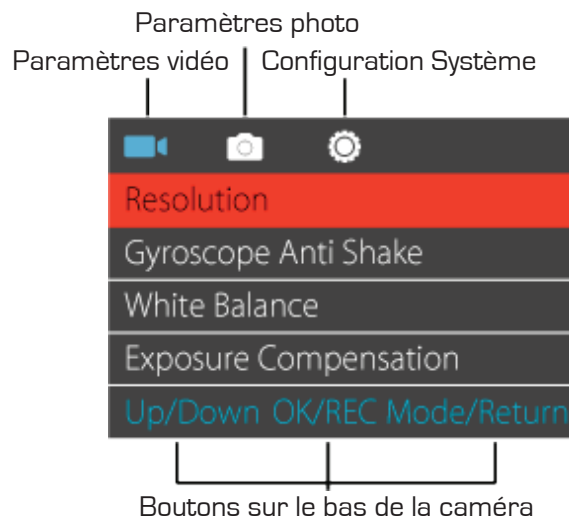 Paramètres photo
Paramètres vidéo Configuration Système
Resolution
Gyroscope Anti Shake
White Balance
Exposure Compensation
Up/Down OK/REC Mode/Return
Boutons sur le bas de la caméra